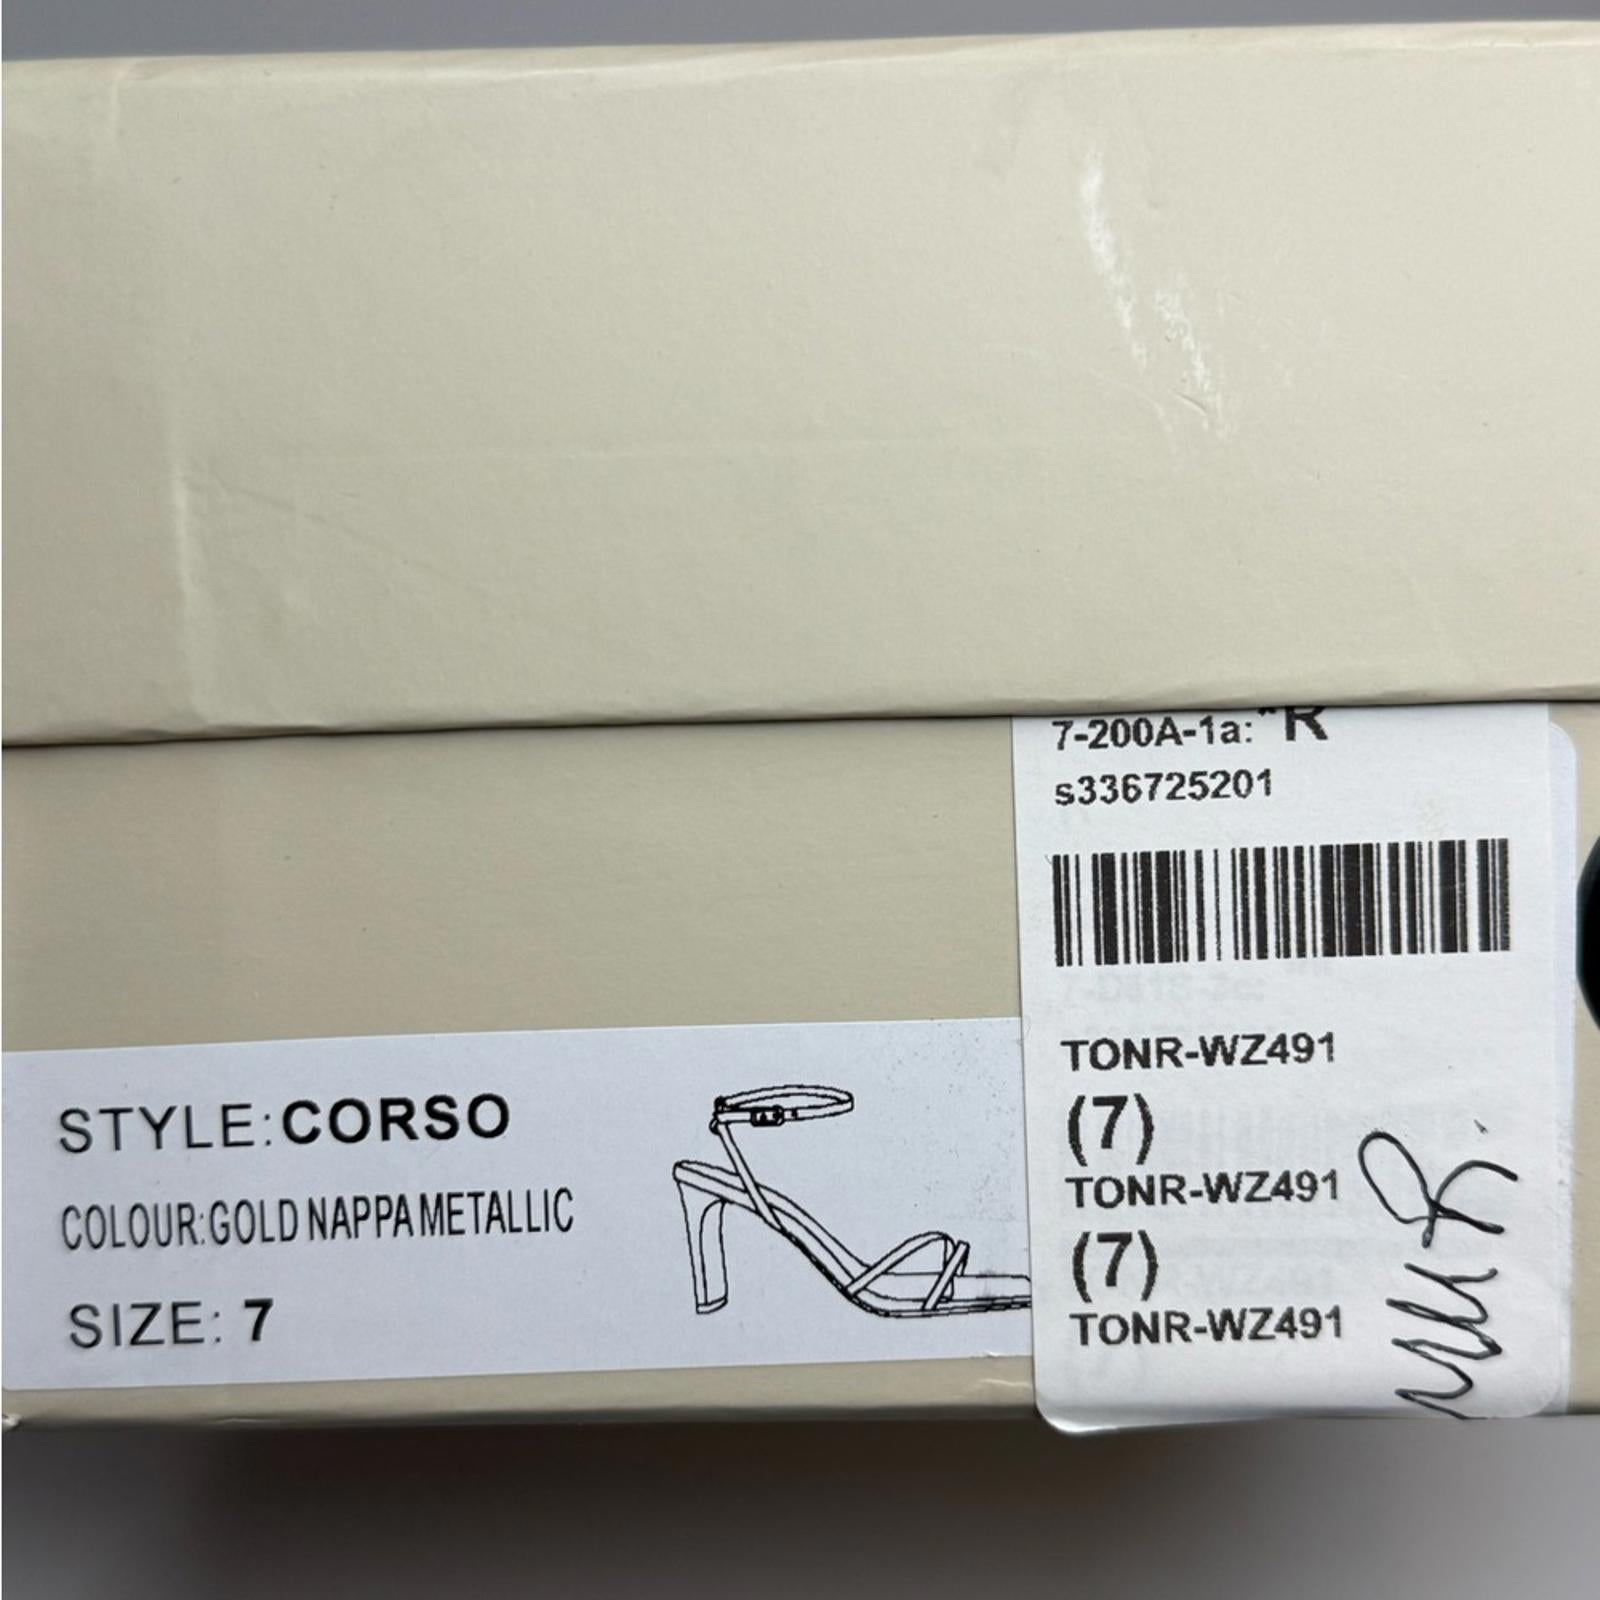 7-200A-1a: "R
s336725201
TONR-WZ491
(7)
TONR-WZ491
(7)
TONR-WZ491
STYLE:CORSO
COLOUR:GOLD NAPPA METALLIC
SIZE: 7